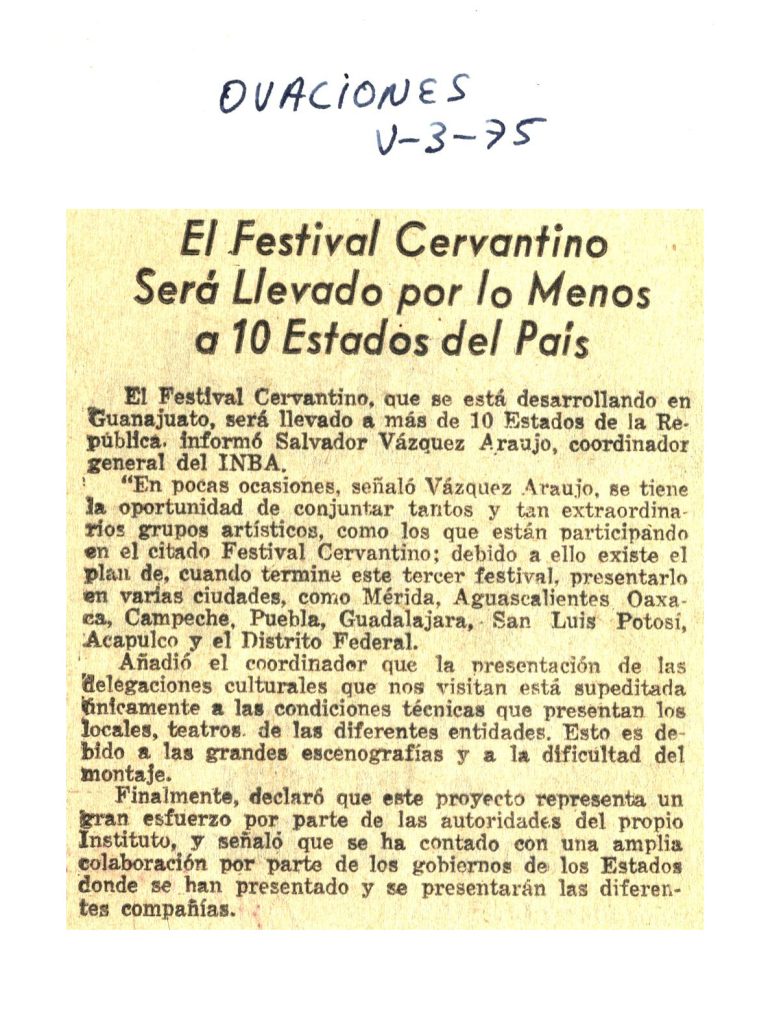 OVACIONES
V-3-75
El Festival Cervantino
Será Llevado por lo Menos
a 10 Estados del País
El Festival Cervantino, que se está desarrollando en
Guanajuato, será llevado a más de 10 Estados de la Re-
pública, informó Salvador Vázquez Araujo, coordinador
general del INBA.
"En pocas ocasiones, señaló Vázquez Araujo, se tiene
la oportunidad de conjuntar tantos y tan extraordina-
rios grupos artísticos, como los que están participando
en el citado Festival Cervantino; debido a ello existe el
plan de, cuando termine este tercer festival, presentarlo
en varias ciudades, como Mérida, Aguascalientes Oaxa-
ca, Campeche, Puebla, Guadalajara, San Luis Potosí,
Acapulco y el Distrito Federal.
Añadió el coordinador que la presentación de las
delegaciones culturales que nos visitan está supeditada
únicamente a las condiciones técnicas que presentan los
locales, teatros. de las diferentes entidades. Esto es de-
bido a las grandes escenografías y a la dificultad del
montaje.
Finalmente, declaró que este proyecto representa un
gran esfuerzo por parte de las autoridades del propio
Instituto, y señaló que se ha contado con una amplia
colaboración por parte de los gobiernos de los Estados
donde se han presentado y se presentarán las diferen-
tes compañías.